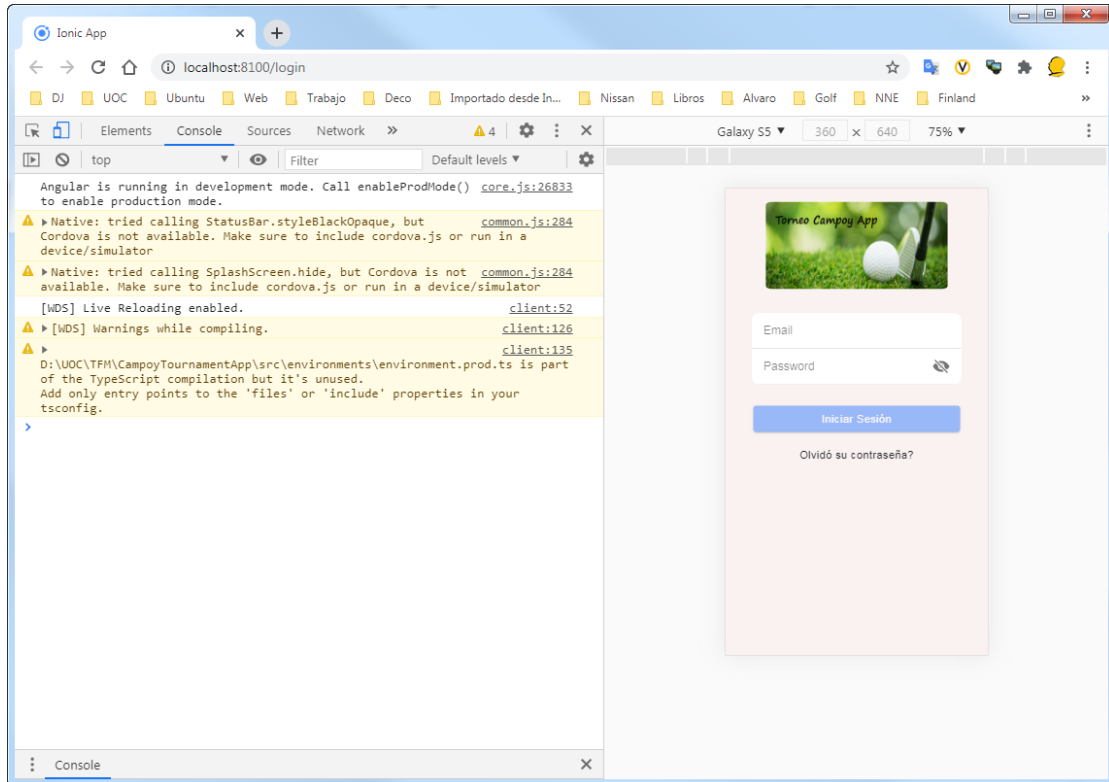 Ionic App
localhost:8100/login
DJ UOC Ubuntu Web Trabajo Deco Importado desde In... Nissan Libros Alvaro Golf NNE Finland »
Elements Console Sources Network » 4
Galaxy S5 ▼ 360 x 640 75% ▼
top ▼ Filter Default levels ▼
Angular is running in development mode. Call enableProdMode() core.js:26833
to enable production mode.
▶Native: tried calling StatusBar.styleBlackOpaque, but common.js:284
Cordova is not available. Make sure to include cordova.js or run in a
device/simulator
▶Native: tried calling SplashScreen.hide, but Cordova is not common.js:284
available. Make sure to include cordova.js or run in a device/simulator
[WDS] Live Reloading enabled. client:52
▶[WDS] Warnings while compiling. client:126
▶ client:135
D:\UOC\TFM\CampoyTournamentApp\src\environments\environment.prod.ts is part
of the TypeScript compilation but it's unused.
Add only entry points to the 'files' or 'include' properties in your
tsconfig.
Torneo Campoy App
Email
Password
Iniciar Sesión
Olvidó su contraseña?
Console